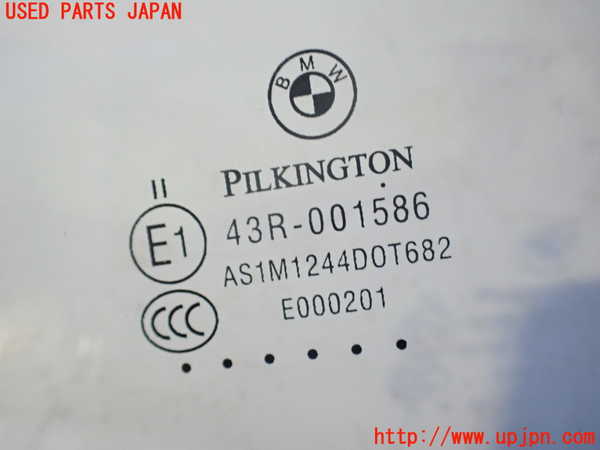 USED PARTS JAPAN
BMW
PILKINGTON
II
E1
43R-001586
AS1M1244DOT682
CCC
E000201
http://www.upjpn.com/